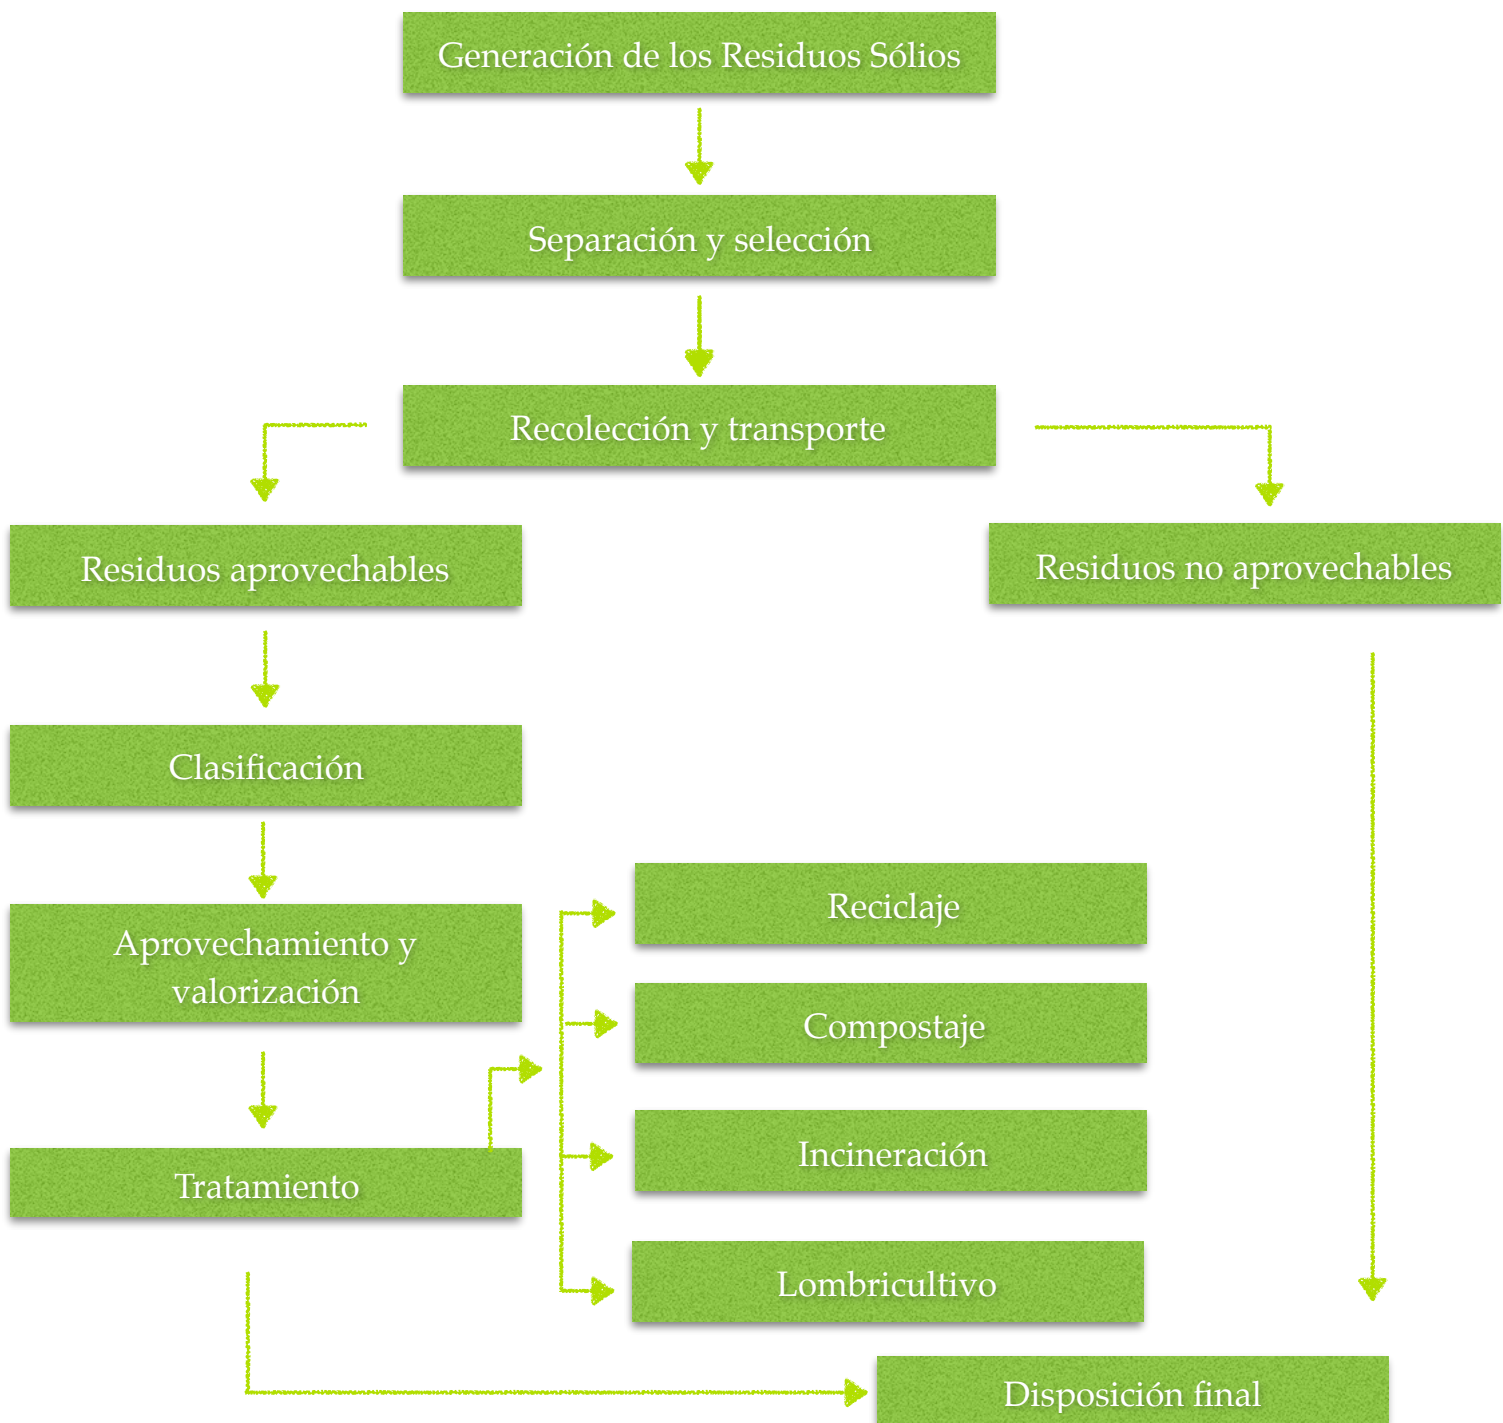 Generación de los Residuos Sólios
Separación y selección
Recolección y transporte
Residuos aprovechables
Residuos no aprovechables
Clasificación
Aprovechamiento y
valorización
Tratamiento
Reciclaje
Compostaje
Incineración
Lombricultivo
Disposición final